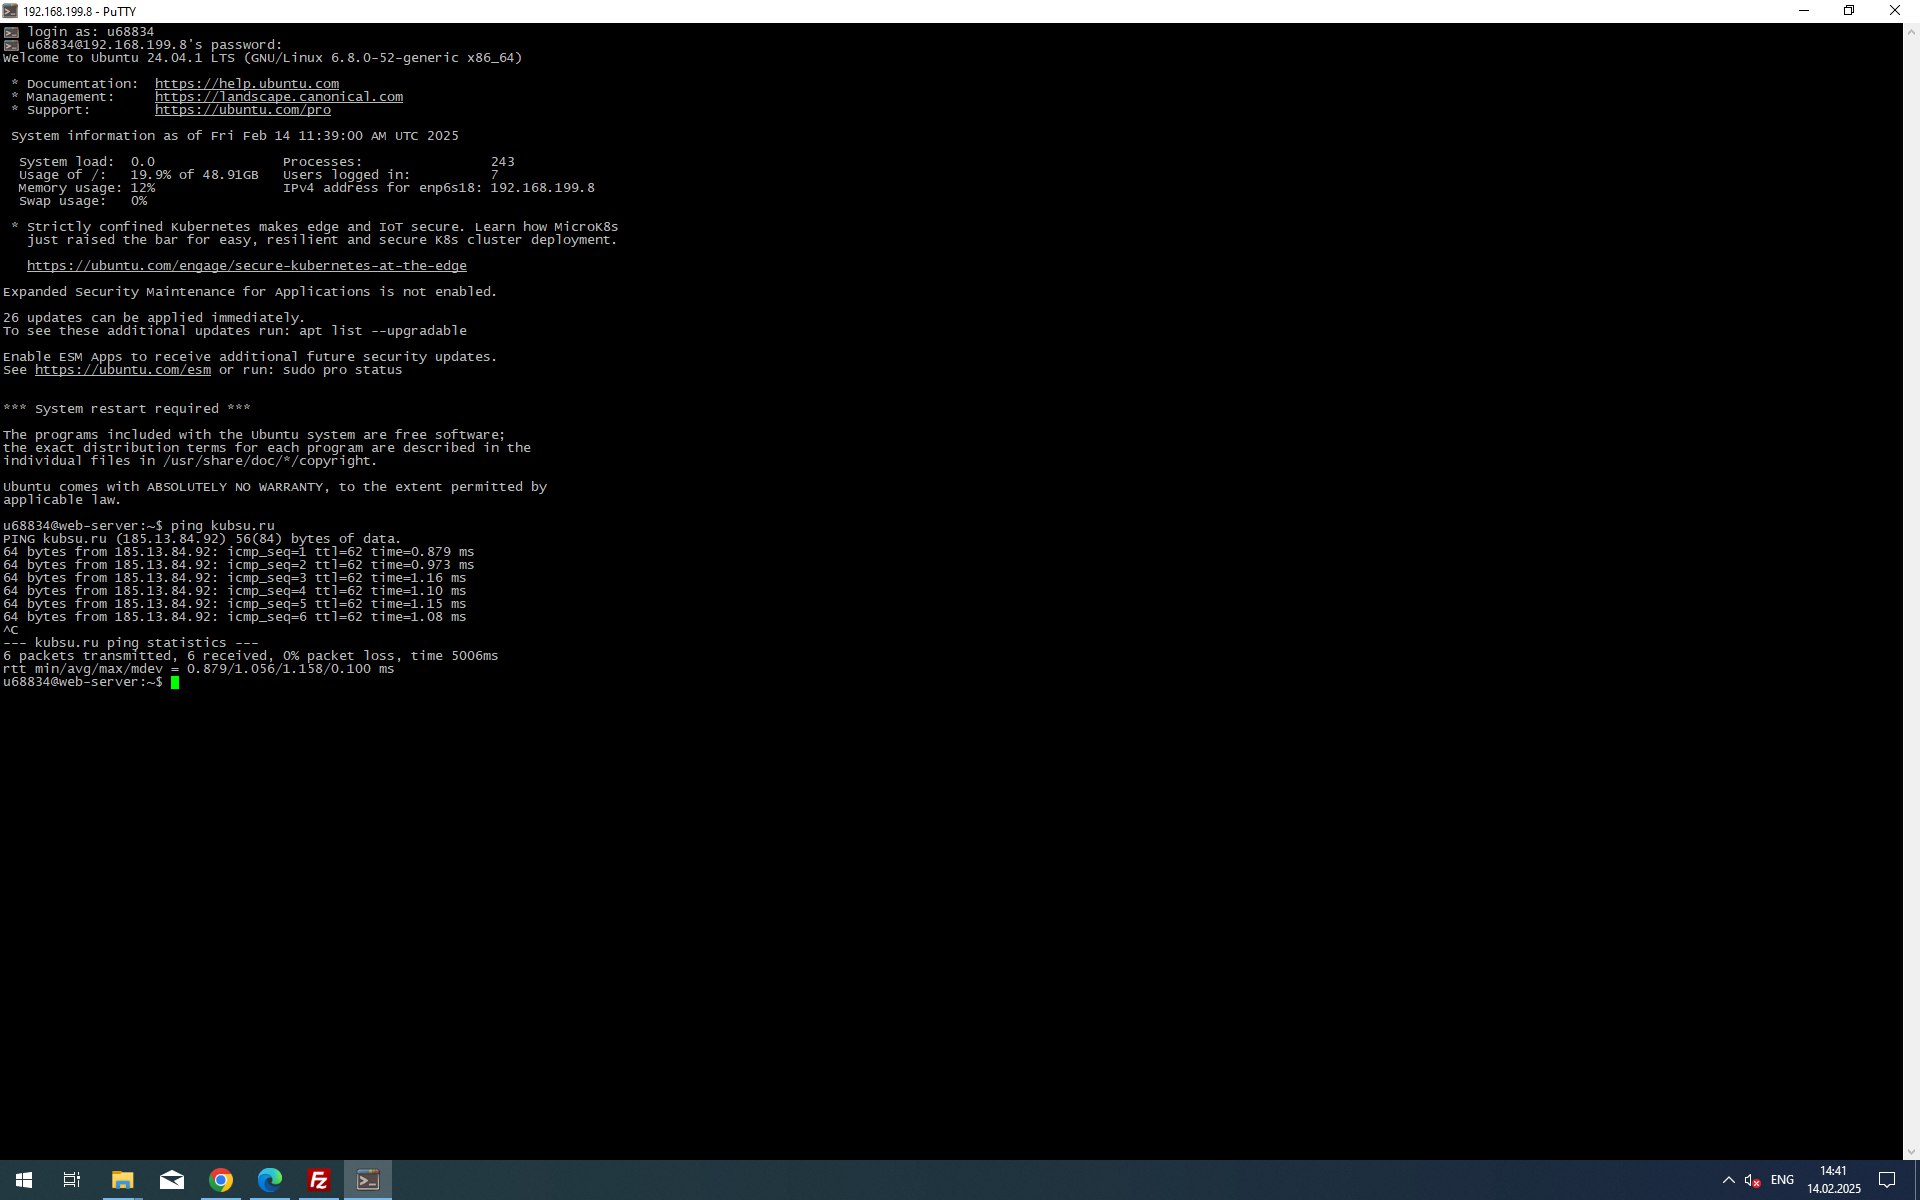 192.168.199.8 - PuTTY
login as: u68834
u68834@192.168.199.8's password:
Welcome to Ubuntu 24.04.1 LTS (GNU/Linux 6.8.0-52-generic x86_64)
* Documentation: https://help.ubuntu.com
* Management: https://landscape.canonical.com
* Support: https://ubuntu.com/pro
System information as of Fri Feb 14 11:39:00 AM UTC 2025
System load: 0.0 Processes: 243
Usage of /: 19.9% of 48.91GB Users logged in: 7
Memory usage: 12% IPv4 address for enp6s18: 192.168.199.8
Swap usage: 0%
* Strictly confined Kubernetes makes edge and IoT secure. Learn how MicroK8s
just raised the bar for easy, resilient and secure K8s cluster deployment.
https://ubuntu.com/engage/secure-kubernetes-at-the-edge
Expanded Security Maintenance for Applications is not enabled.
26 updates can be applied immediately.
To see these additional updates run: apt list --upgradable
Enable ESM Apps to receive additional future security updates.
See https://ubuntu.com/esm or run: sudo pro status
*** System restart required ***
The programs included with the Ubuntu system are free software;
the exact distribution terms for each program are described in the
individual files in /usr/share/doc/*/copyright.
Ubuntu comes with ABSOLUTELY NO WARRANTY, to the extent permitted by
applicable law.
u68834@web-server:~$ ping kubsu.ru
PING kubsu.ru (185.13.84.92) 56(84) bytes of data.
64 bytes from 185.13.84.92: icmp_seq=1 ttl=62 time=0.879 ms
64 bytes from 185.13.84.92: icmp_seq=2 ttl=62 time=0.973 ms
64 bytes from 185.13.84.92: icmp_seq=3 ttl=62 time=1.16 ms
64 bytes from 185.13.84.92: icmp_seq=4 ttl=62 time=1.10 ms
64 bytes from 185.13.84.92: icmp_seq=5 ttl=62 time=1.15 ms
64 bytes from 185.13.84.92: icmp_seq=6 ttl=62 time=1.08 ms
^C
--- kubsu.ru ping statistics ---
6 packets transmitted, 6 received, 0% packet loss, time 5006ms
rtt min/avg/max/mdev = 0.879/1.056/1.158/0.100 ms
u68834@web-server:~$
Fz
ENG
14:41
14.02.2025